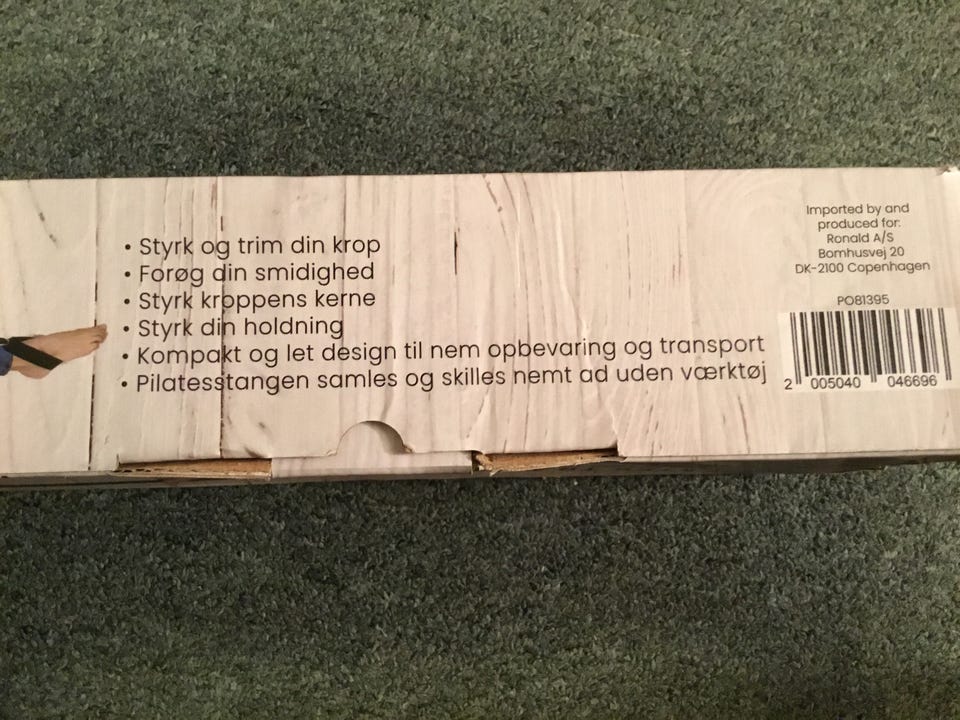 • Styrk og trim din krop
• Forøg din smidighed
• Styrk kroppens kerne
• Styrk din holdning
• Kompakt og let design til nem opbevaring og transport
• Pilatesstangen samles og skilles nemt ad uden værktøj
Imported by and
produced for:
Ronald A/S
Bomhusvej 20
DK-2100 Copenhagen
PO81395
2 005040 046696